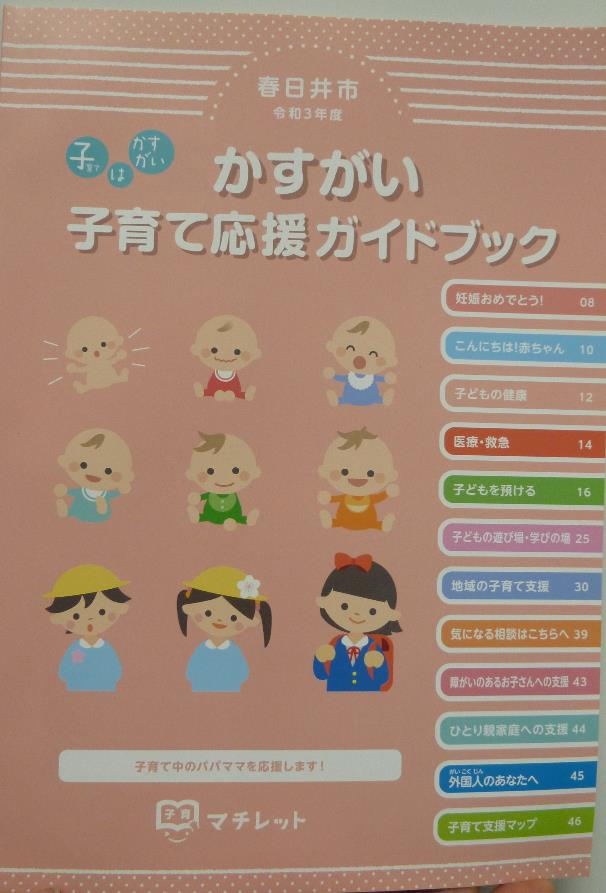 春日井市
令和3年度
子育て
は
かす
がい
かすがい
子育て応援ガイドブック
妊娠おめでとう! 08
こんにちは!赤ちゃん 10
子どもの健康 12
医療・救急 14
子どもを預ける 16
子どもの遊び場・学びの場 25
地域の子育て支援 30
気になる相談はこちらへ 39
障がいのあるお子さんへの支援 43
ひとり親家庭への支援 44
がいこくじん
外国人のあなたへ 45
子育て支援マップ 46
子育て中のパパママを応援します!
子育
マチレット